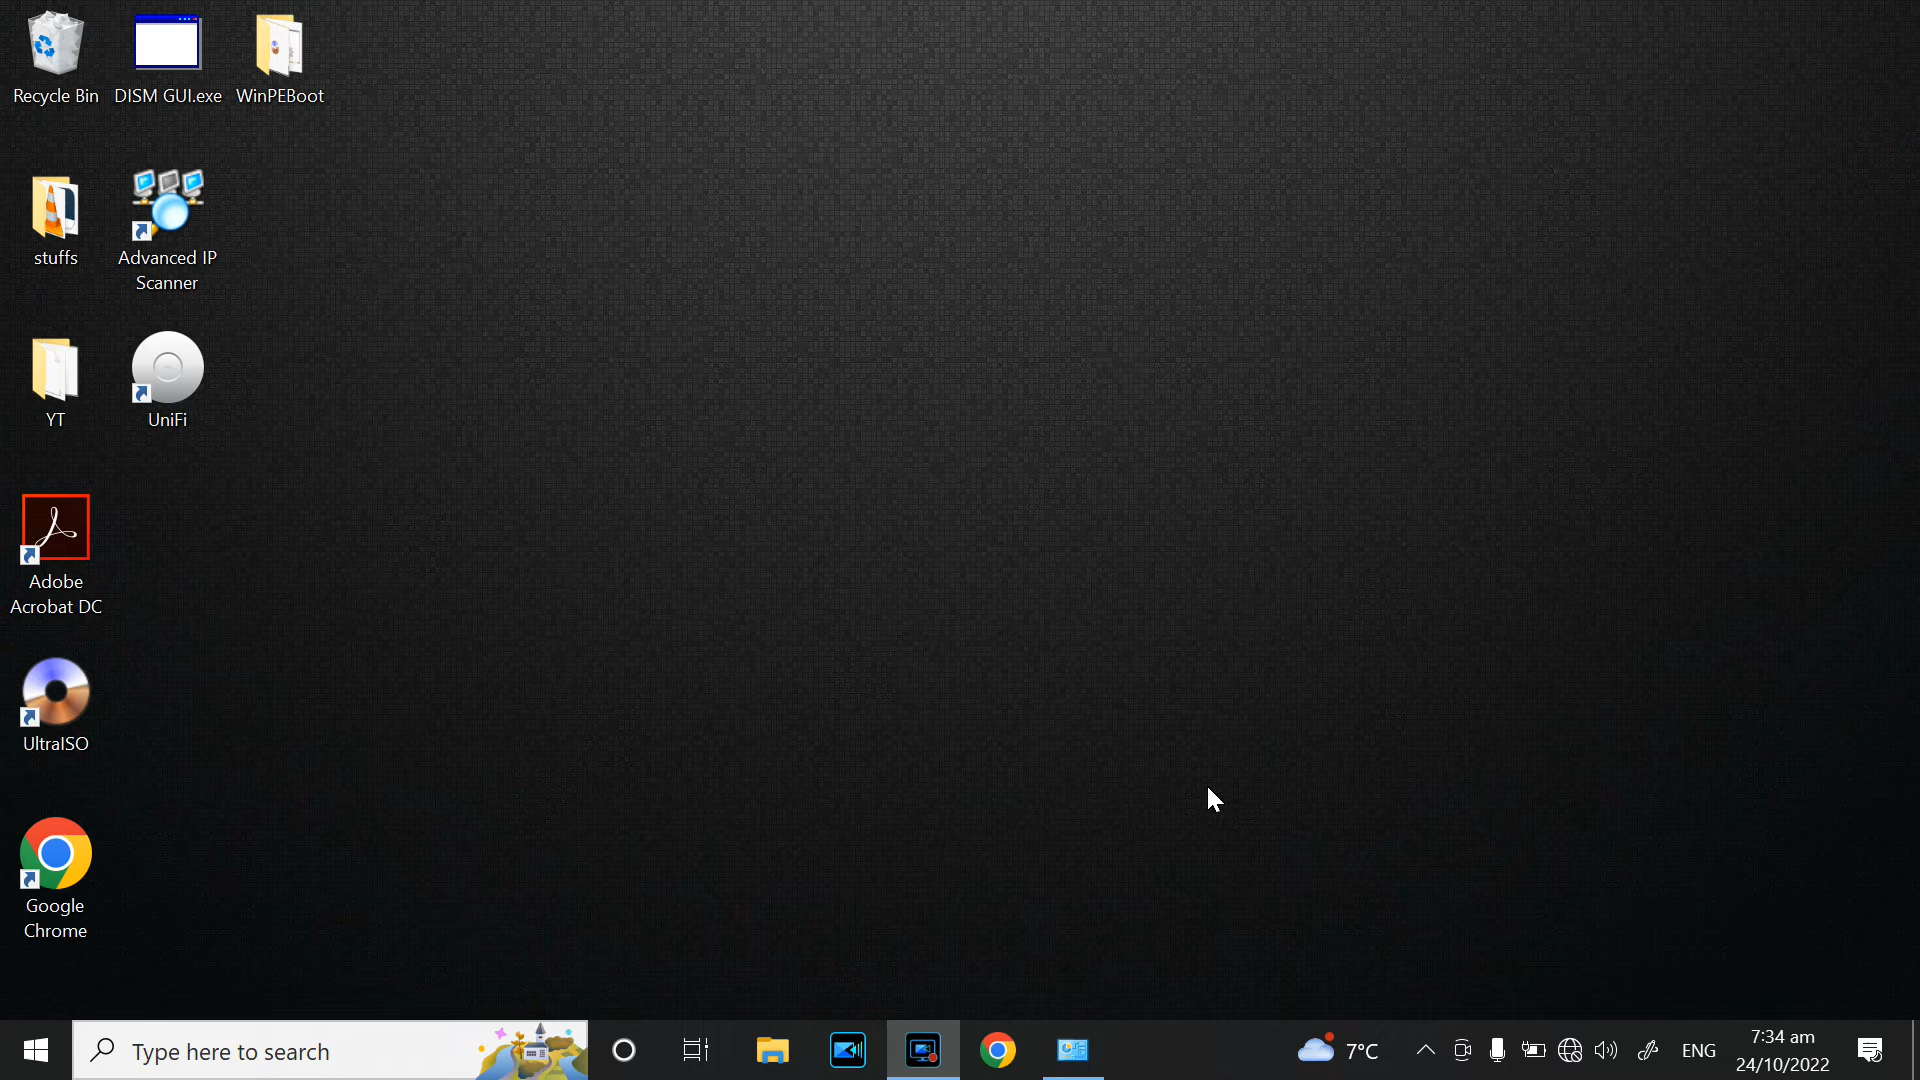 Recycle Bin
DISM GUI.exe
WinPEBoot
stuffs
Advanced IP
Scanner
YT
UniFi
Adobe
Acrobat DC
UltraISO
Google
Chrome
Type here to search
7°C
ENG
7:34 am
24/10/2022